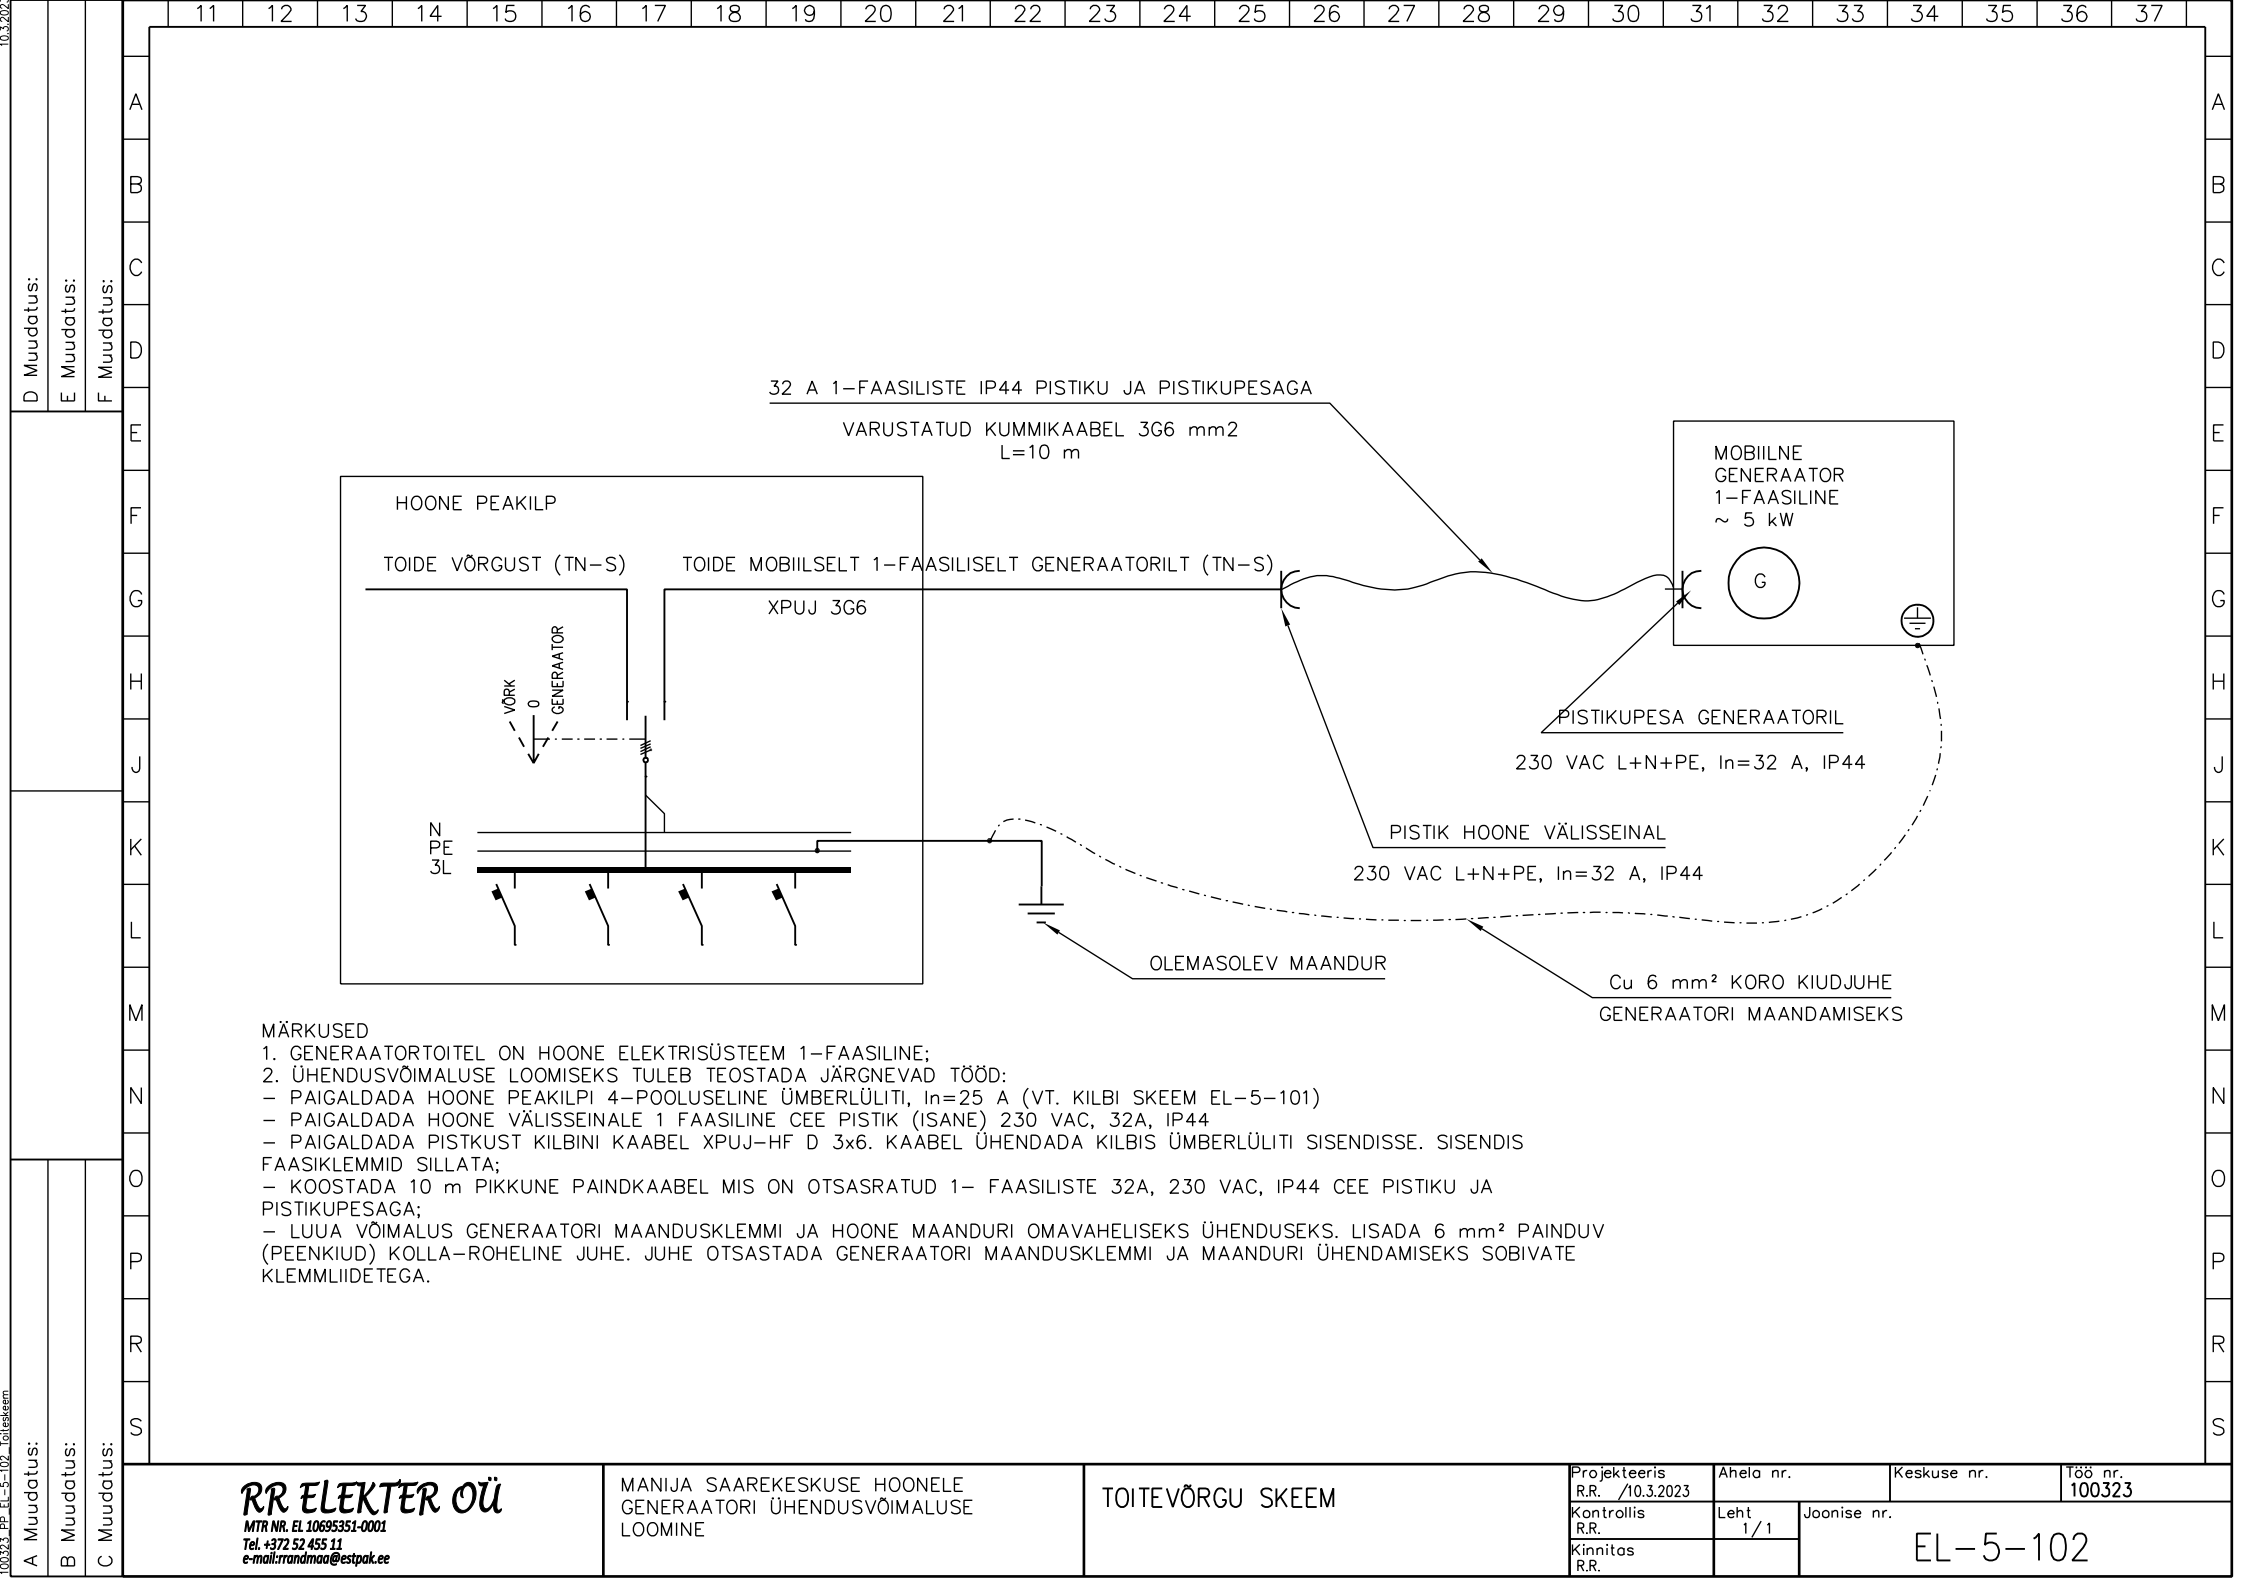 10.3.202
11 12 13 14 15 16 17 18 19 20 21 22 23 24 25 26 27 28 29 30 31 32 33 34 35 36 37
A A
B B
C C
D D
E E
F F
G G
H H
J J
K K
L L
M M
N N
O O
P P
R R
S S
D Muudatus:
E Muudatus:
F Muudatus:
A Muudatus:
B Muudatus:
C Muudatus:
100323_PP_EL-5-102_Toiteskeem
32 A 1-FAASILISTE IP44 PISTIKU JA PISTIKUPESAGA
VARUSTATUD KUMMIKAABEL 3G6 mm2
L=10 m
MOBIILNE
GENERAATOR
1-FAASILINE
~ 5 kW
G
HOONE PEAKILP
TOIDE VÕRGUST (TN-S)
TOIDE MOBIILSELT 1-FAASILISELT GENERAATORILT (TN-S)
XPUJ 3G6
VÕRK
0
GENERAATOR
PISTIKUPESA GENERAATORIL
230 VAC L+N+PE, In=32 A, IP44
PISTIK HOONE VÄLISSEINAL
230 VAC L+N+PE, In=32 A, IP44
N
PE
3L
OLEMASOLEV MAANDUR
Cu 6 mm² KORO KIUDJUHE
GENERAATORI MAANDAMISEKS
MÄRKUSED
1. GENERAATORTOITEL ON HOONE ELEKTRISÜSTEEM 1-FAASILINE;
2. ÜHENDUSVÕIMALUSE LOOMISEKS TULEB TEOSTADA JÄRGNEVAD TÖÖD:
- PAIGALDADA HOONE PEAKILPI 4-POOLUSELINE ÜMBERLÜLITI, In=25 A (VT. KILBI SKEEM EL-5-101)
- PAIGALDADA HOONE VÄLISSEINALE 1 FAASILINE CEE PISTIK (ISANE) 230 VAC, 32A, IP44
- PAIGALDADA PISTKUST KILBINI KAABEL XPUJ-HF D 3x6. KAABEL ÜHENDADA KILBIS ÜMBERLÜLITI SISENDISSE. SISENDIS
FAASIKLEMMID SILLATA;
- KOOSTADA 10 m PIKKUNE PAINDKAABEL MIS ON OTSASRATUD 1- FAASILISTE 32A, 230 VAC, IP44 CEE PISTIKU JA
PISTIKUPESAGA;
- LUUA VÕIMALUS GENERAATORI MAANDUSKLEMMI JA HOONE MAANDURI OMAVAHELISEKS ÜHENDUSEKS. LISADA 6 mm² PAINDUV
(PEENKIUD) KOLLA-ROHELINE JUHE. JUHE OTSASTADA GENERAATORI MAANDUSKLEMMI JA MAANDURI ÜHENDAMISEKS SOBIVATE
KLEMMLIIDETEGA.
RR ELEKTER OÜ
MTR NR. EL 10695351-0001
Tel. +372 52 455 11
e-mail:rrandmaa@estpak.ee
MANIJA SAAREKESKUSE HOONELE
GENERAATORI ÜHENDUSVÕIMALUSE
LOOMINE
TOITEVÕRGU SKEEM
Projekteeris
R.R. /10.3.2023
Kontrollis
R.R.
Kinnitas
R.R.
Ahela nr.
Keskuse nr.
Töö nr.
100323
Leht
1/1
Joonise nr.
EL-5-102